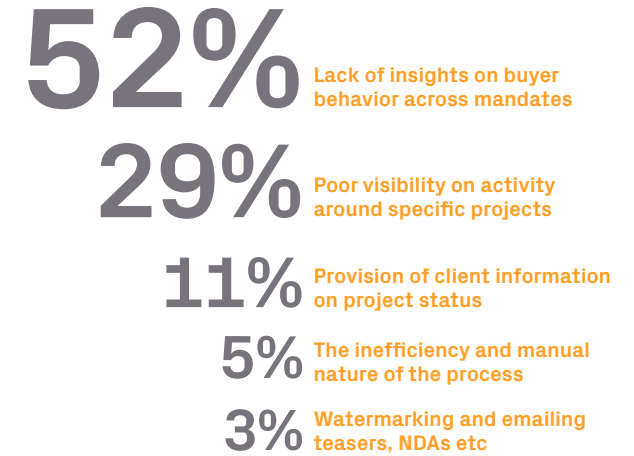 52%
Lack of insights on buyer
behavior across mandates
29%
Poor visibility on activity
around specific projects
11%
Provision of client information
on project status
5%
The inefficiency and manual
nature of the process
3%
Watermarking and emailing
teasers, NDAs etc